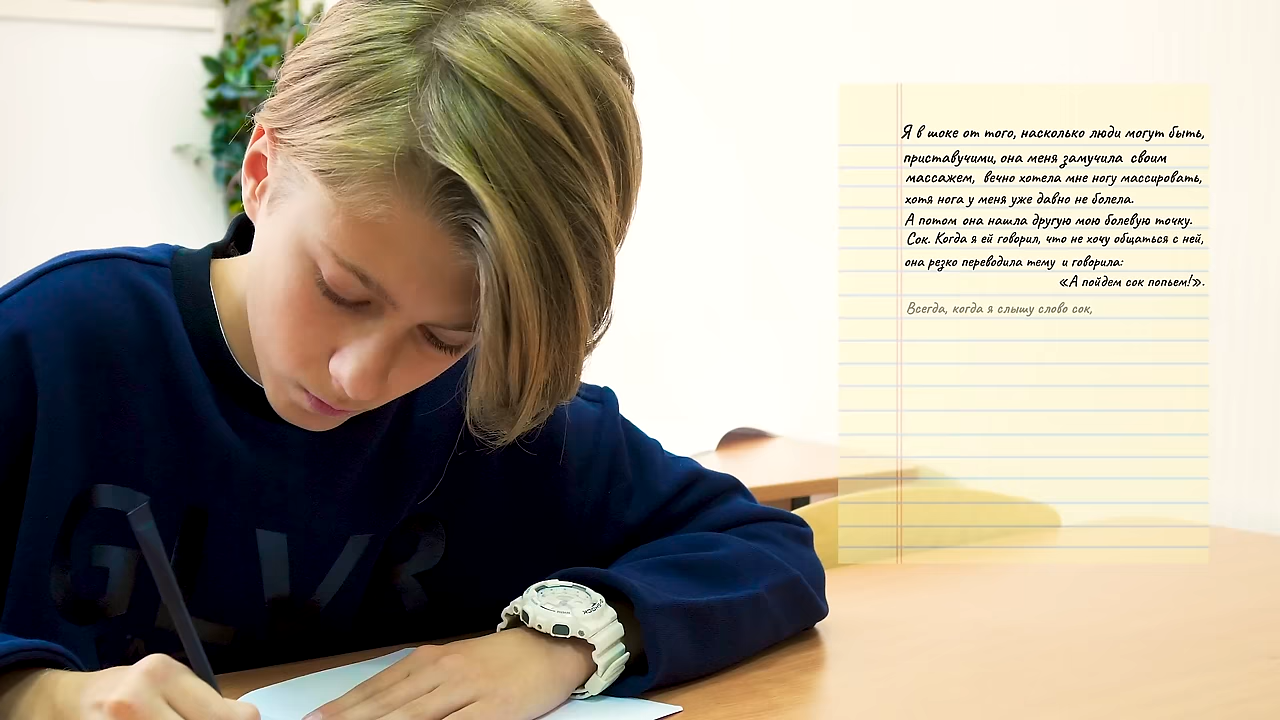 Я в шоке от того, насколько люди могут быть,
приставучими, она меня замучила своим
массажем, вечно хотела мне ногу массировать,
хотя нога у меня уже давно не болела.
А потом она нашла другую мою болевую точку.
Сок. Когда я ей говорил, что не хочу общаться с ней,
она резко переводила тему и говорила:
«А пойдем сок попьем!».
Всегда, когда я слышу слово сок,